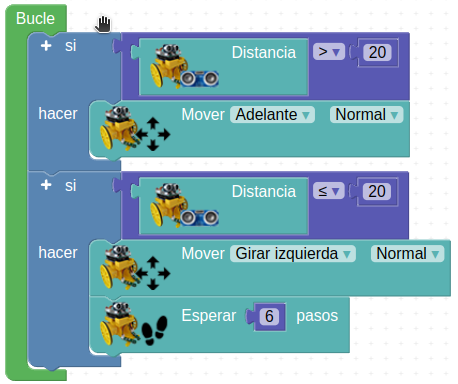 Bucle
si Distancia > 20
hacer Mover Adelante Normal
si Distancia ≤ 20
hacer Mover Girar izquierda Normal
Esperar 6 pasos